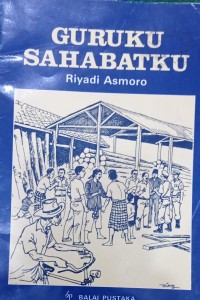 GURUKU
SAHABATKU
Riyadi Asmoro
BALAI PUSTAKA